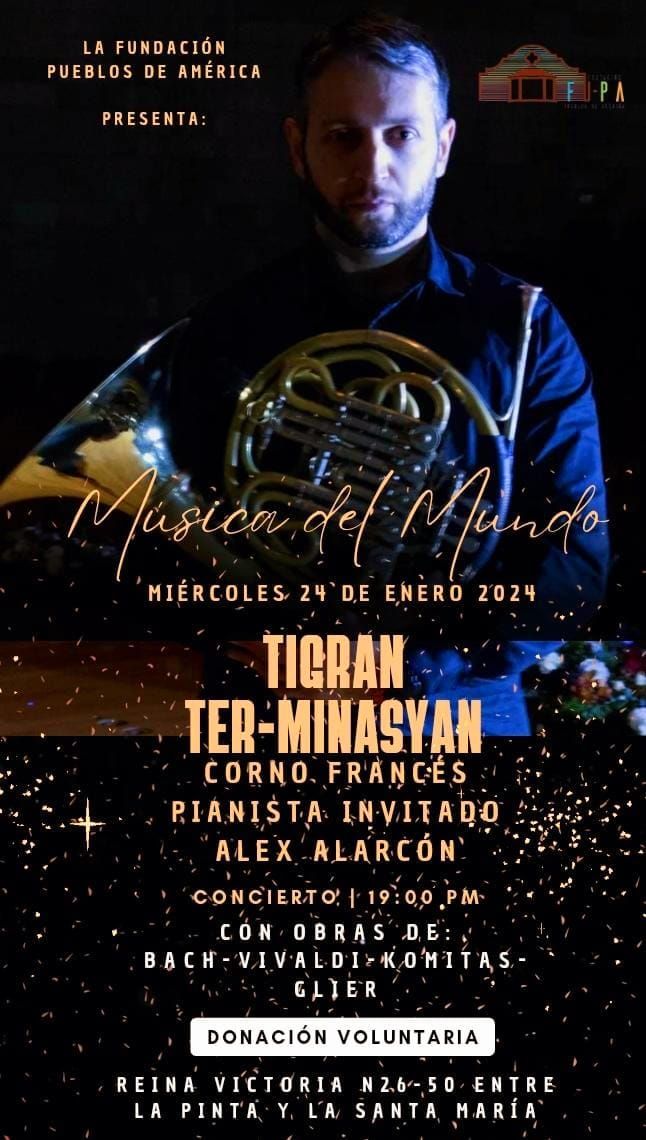 LA FUNDACIÓN
PUEBLOS DE AMÉRICA
PRESENTA:
F-PA
Música del Mundo
MIÉRCOLES 24 DE ENERO 2024
TIGRAN
TER-MINASYAN
CORNO FRANCÉS
PIANISTA INVITADO
ALEX ALARCÓN
CONCIERTO | 19:00 PM
CON OBRAS DE:
BACH-VIVALDI-KOMITAS-
GLIER
DONACIÓN VOLUNTARIA
REINA VICTORIA N26-50 ENTRE
LA PINTA Y LA SANTA MARÍA